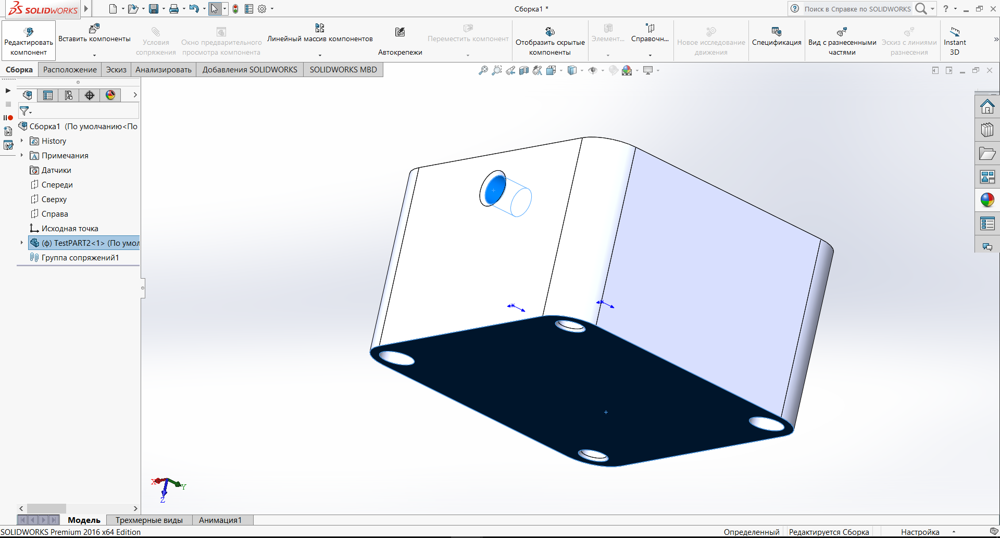 SOLIDWORKS
Сборка1 *
Поиск в Справке по SOLIDWORKS
?
Редактировать компонент
Вставить компоненты
Условия сопряжения
Окно предварительного просмотра компонента
Линейный массив компонентов
Автокрепежи
Переместить компонент
Отобразить скрытые компоненты
Элемент...
Справочн...
Новое исследование движения
Спецификация
Вид с разнесенными частями
Эскиз с линиями разнесения
Instant 3D
Сборка
Расположение
Эскиз
Анализировать
Добавления SOLIDWORKS
SOLIDWORKS MBD
Сборка1 (По умолчанию<По
History
Примечания
Датчики
Спереди
Сверху
Справа
Исходная точка
(ф) TestPART2<1> (По умол
Группа сопряжений1
X
Y
Z
Модель
Трехмерные виды
Анимация1
SOLIDWORKS Premium 2016 x64 Edition
Определенный
Редактируется Сборка
Настройка